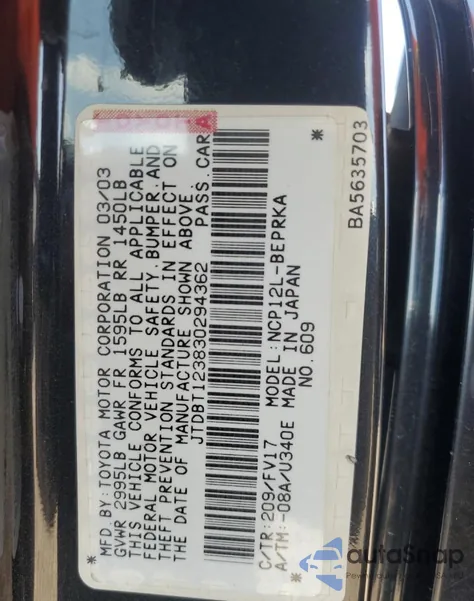 MFD BY:TOYOTA MOTOR CORPORATION 03/03
GVWR 2995LB GAWR FR 1595LB RR 1450LB
THIS VEHICLE CONFORMS TO ALL APPLICABLE
FEDERAL MOTOR VEHICLE SAFETY, BUMPER, AND
THEFT PREVENTION STANDARDS IN EFFECT ON
THE DATE OF MANUFACTURE SHOWN ABOVE.
JTDBT123830294362 PASS. CAR
A
* *
C/TR:209/FV17 MODEL:NCP12L-BEPRKA
A/TM:-08A/U340E MADE IN JAPAN
NO.609
BA5635703
autoSnap